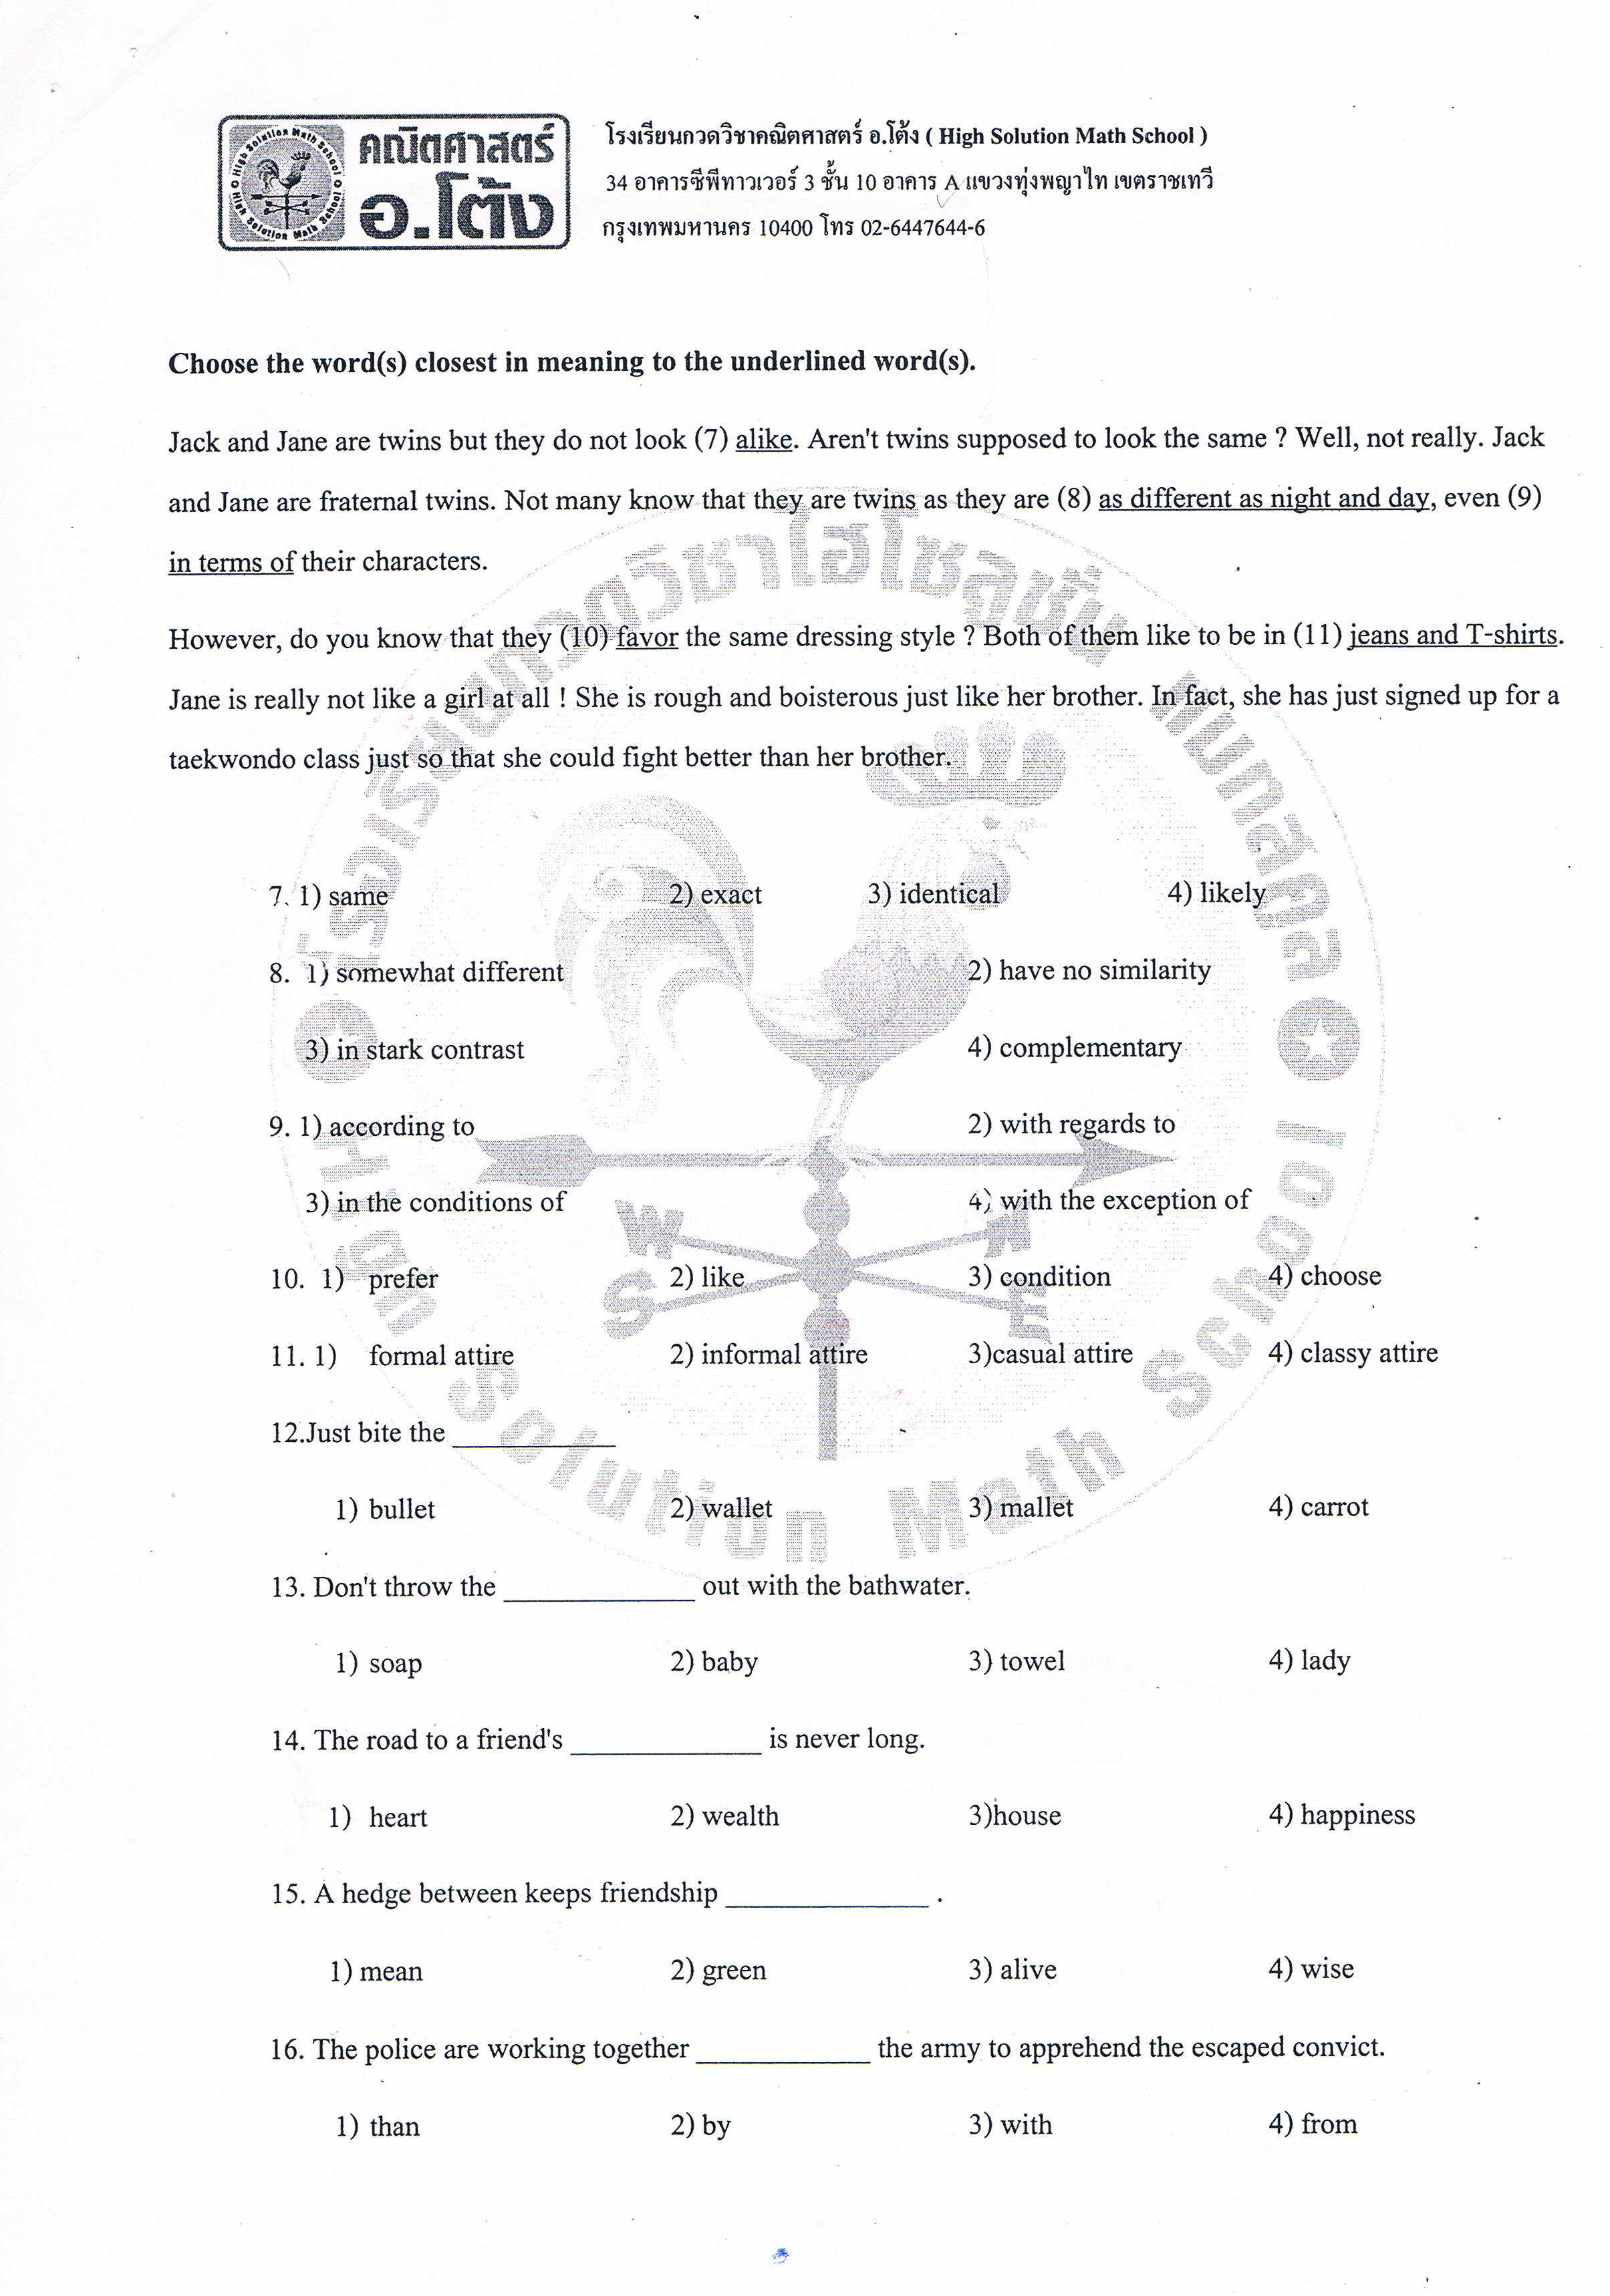 คณิตศาสตร์
อ.โต้ง
High Solution Math School
High Solution Math School
โรงเรียนกวดวิชาคณิตศาสตร์ อ.โต้ง ( High Solution Math School )
34 อาคารซีพีทาวเวอร์ 3 ชั้น 10 อาคาร A แขวงทุ่งพญาไท เขตราชเทวี
กรุงเทพมหานคร 10400 โทร 02-6447644-6
Choose the word(s) closest in meaning to the underlined word(s).
Jack and Jane are twins but they do not look (7) alike. Aren't twins supposed to look the same ? Well, not really. Jack
and Jane are fraternal twins. Not many know that they are twins as they are (8) as different as night and day, even (9)
in terms of their characters.
However, do you know that they (10) favor the same dressing style ? Both of them like to be in (11) jeans and T-shirts.
Jane is really not like a girl at all ! She is rough and boisterous just like her brother. In fact, she has just signed up for a
taekwondo class just so that she could fight better than her brother.
7. 1) same 2) exact 3) identical 4) likely
8. 1) somewhat different 2) have no similarity
3) in stark contrast 4) complementary
9. 1) according to 2) with regards to
3) in the conditions of 4) with the exception of
10. 1) prefer 2) like 3) condition 4) choose
11. 1) formal attire 2) informal attire 3)casual attire 4) classy attire
12.Just bite the ____________
1) bullet 2) wallet 3) mallet 4) carrot
13. Don't throw the ______________ out with the bathwater.
1) soap 2) baby 3) towel 4) lady
14. The road to a friend's ______________ is never long.
1) heart 2) wealth 3)house 4) happiness
15. A hedge between keeps friendship _______________ .
1) mean 2) green 3) alive 4) wise
16. The police are working together _____________ the army to apprehend the escaped convict.
1) than 2) by 3) with 4) from
W
N
S
E